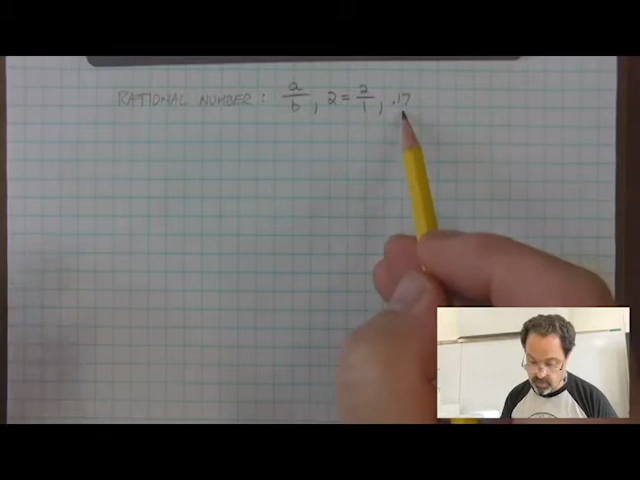 RATIONAL NUMBER: a/b, 2 = 2/1, .17